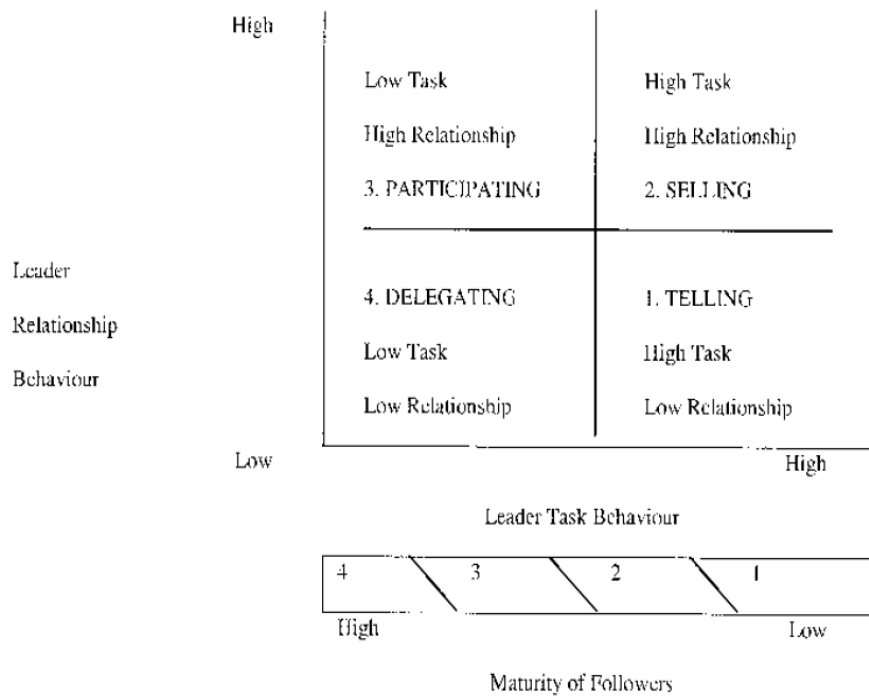 High
Low Task
High Task
High Relationship
High Relationship
3. PARTICIPATING
2. SELLING
Leader
Relationship
Behaviour
4. DELEGATING
1. TELLING
Low Task
High Task
Low Relationship
Low Relationship
Low
High
Leader Task Behaviour
4 3 2 1
High
Low
Maturity of Followers